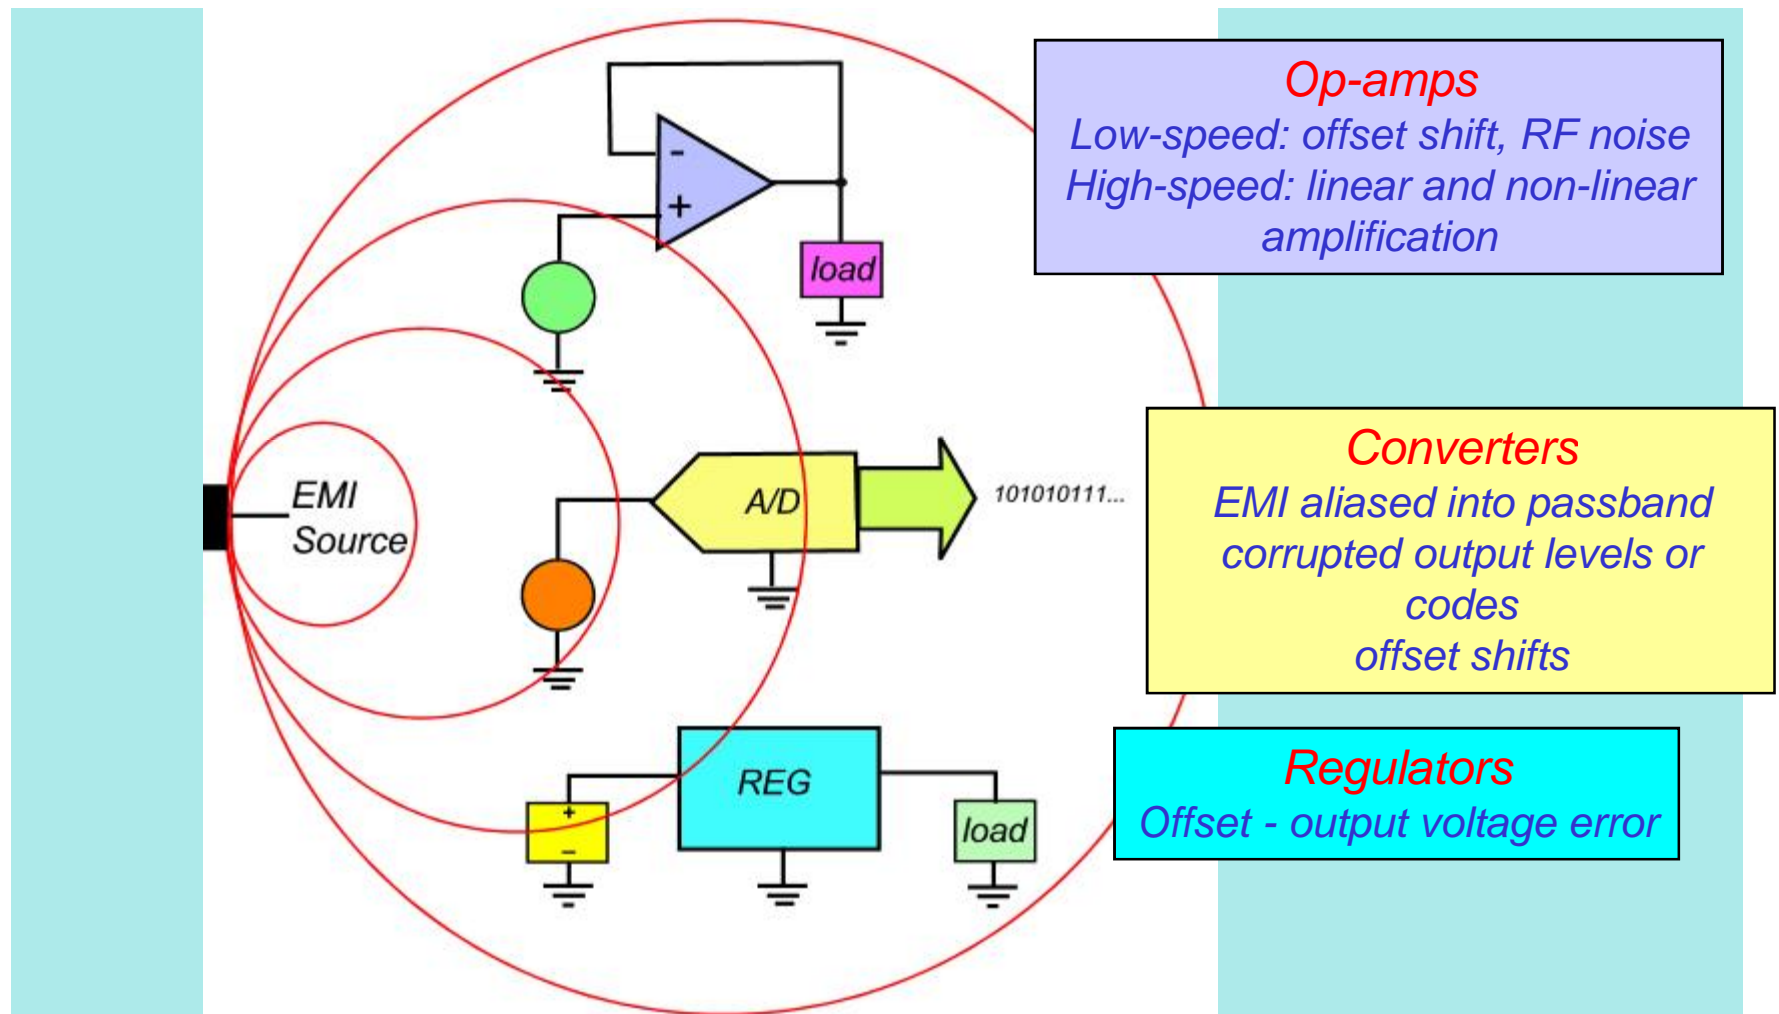 Op-amps
Low-speed: offset shift, RF noise
High-speed: linear and non-linear
amplification
-
+
load
EMI
Source
A/D
101010111...
Converters
EMI aliased into passband
corrupted output levels or
codes
offset shifts
REG
+
–
load
Regulators
Offset - output voltage error